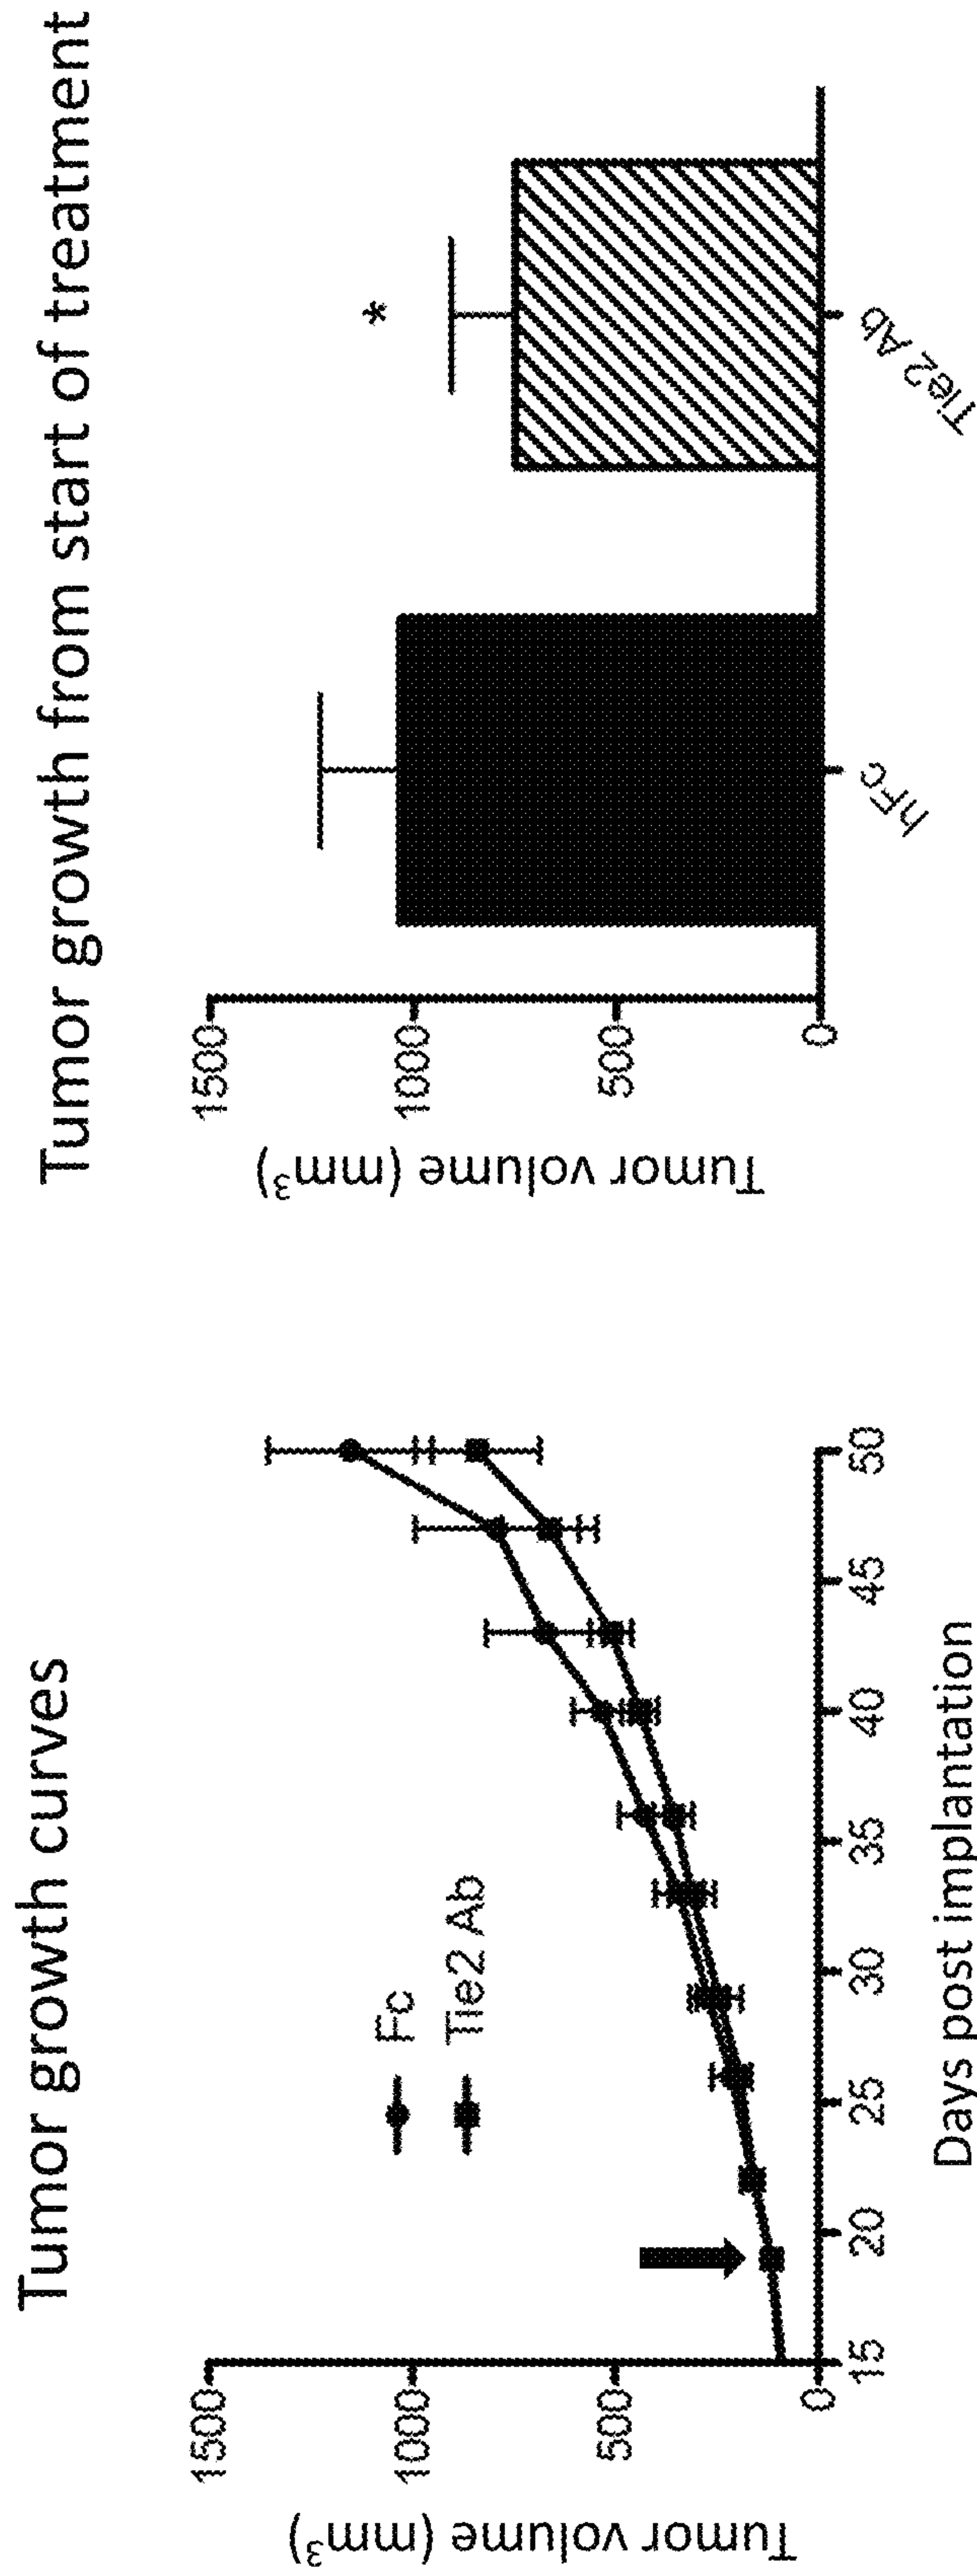 Tumor growth curves
Tumor volume (mm³)
1500
1000
500
0
Fc
Tie2 Ab
15 20 25 30 35 40 45 50
Days post implantation
Tumor growth from start of treatment
Tumor volume (mm³)
1500
1000
500
0
*
hFc
Tie2 Ab